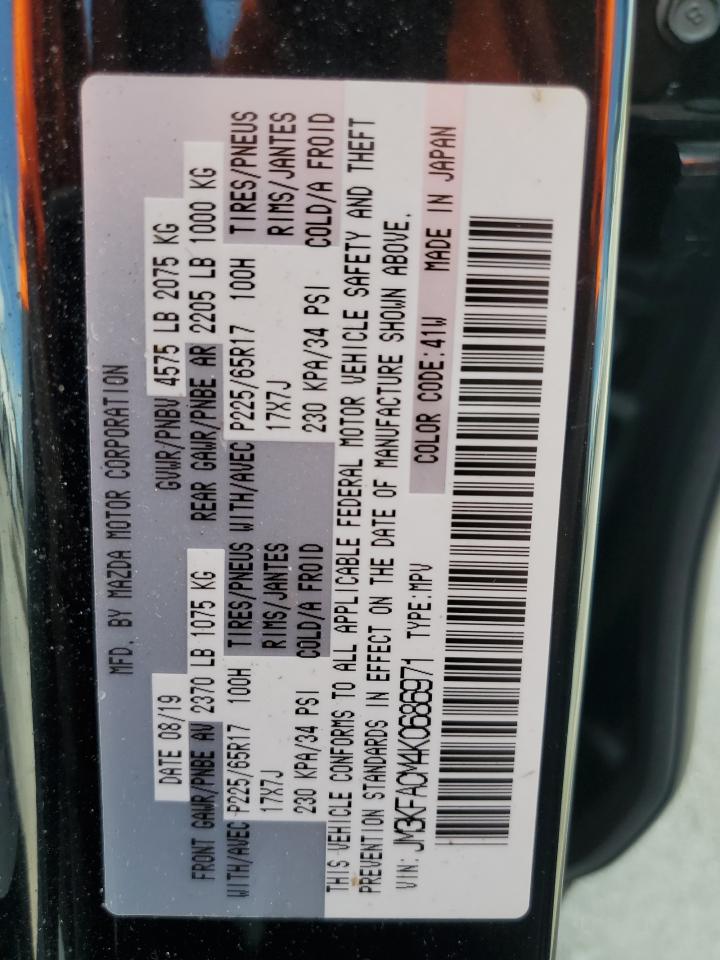 MFD. BY MAZDA MOTOR CORPORATION
DATE 08/19 GVWR/PNBV 4575 LB 2075 KG
FRONT GAWR/PNBE AV 2370 LB 1075 KG REAR GAWR/PNBE AR 2205 LB 1000 KG
WITH/AVEC P225/65R17 100H TIRES/PNEUS WITH/AVEC P225/65R17 100H TIRES/PNEUS
17X7J RIMS/JANTES 17X7J RIMS/JANTES
230 KPA/34 PSI COLD/A FROID 230 KPA/34 PSI COLD/A FROID
THIS VEHICLE CONFORMS TO ALL APPLICABLE FEDERAL MOTOR VEHICLE SAFETY AND THEFT
PREVENTION STANDARDS IN EFFECT ON THE DATE OF MANUFACTURE SHOWN ABOVE.
VIN: JM3KFACM4K0686971 TYPE:MPV COLOR CODE:41W MADE IN JAPAN